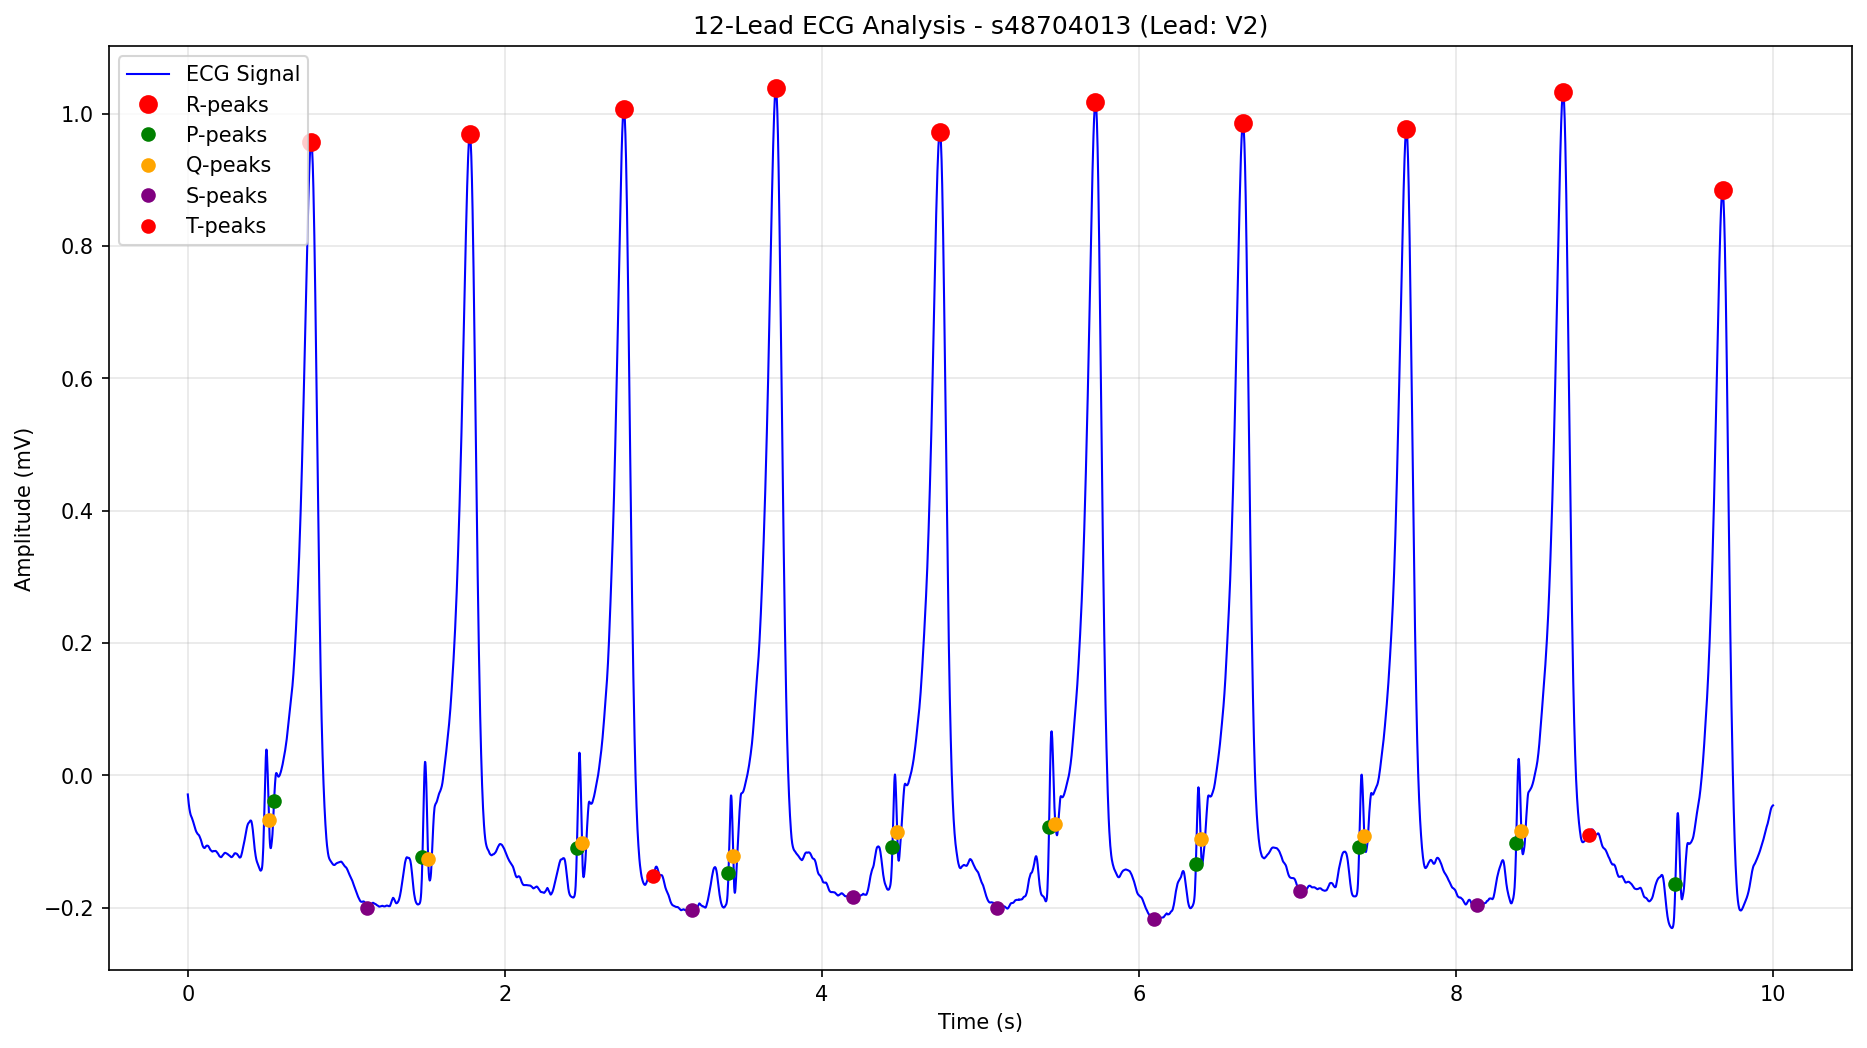 12-Lead ECG Analysis - s48704013 (Lead: V2)
ECG Signal
R-peaks
P-peaks
Q-peaks
S-peaks
T-peaks
1.0
0.8
0.6
0.4
0.2
0.0
−0.2
Amplitude (mV)
0 2 4 6 8 10
Time (s)